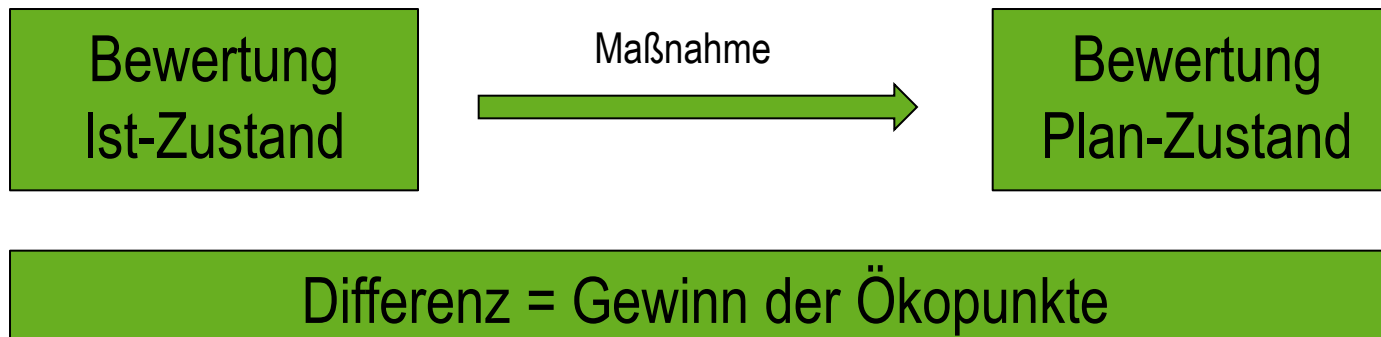 Bewertung
Ist-Zustand
Maßnahme
Bewertung
Plan-Zustand
Differenz = Gewinn der Ökopunkte